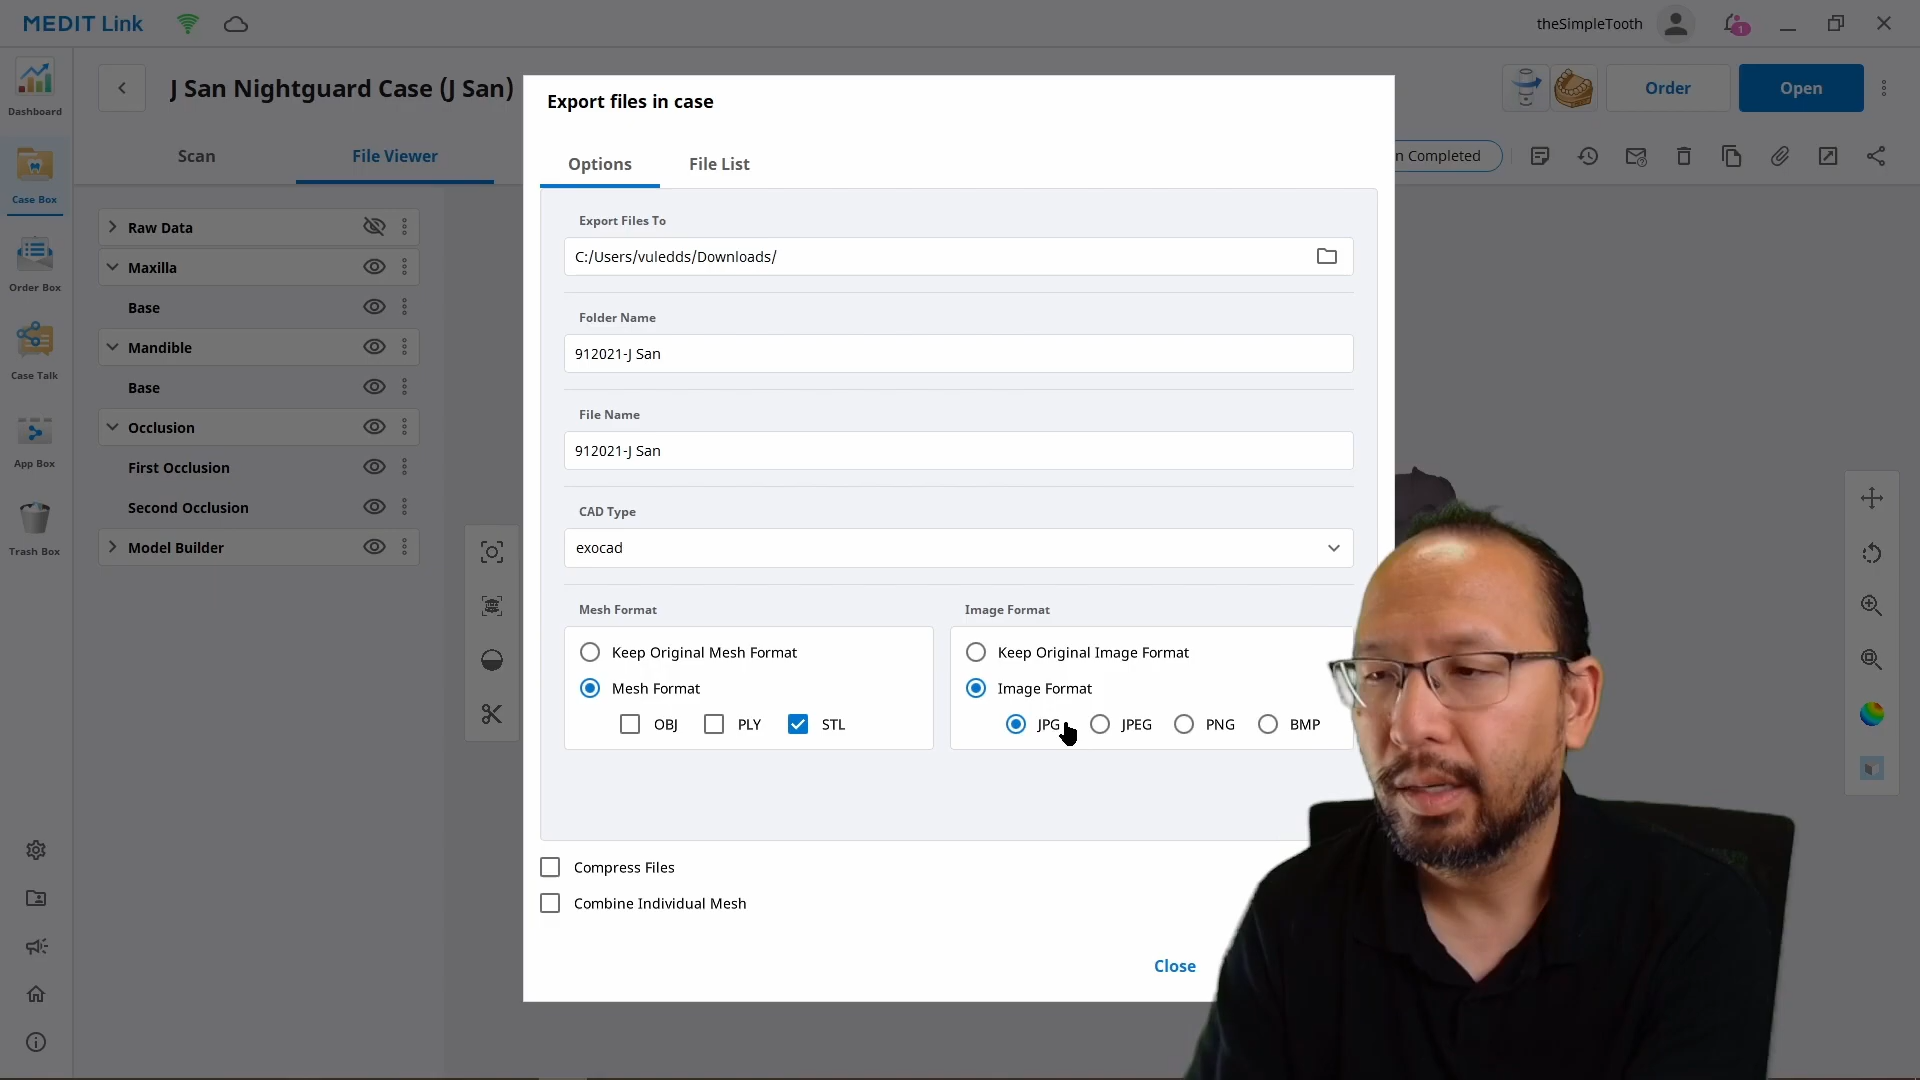 MEDIT Link
theSimpleTooth
1
J San Nightguard Case (J San)
Order
Open
Dashboard
Case Box
Order Box
Case Talk
App Box
Trash Box
Scan
File Viewer
n Completed
Raw Data
Maxilla
Base
Mandible
Base
Occlusion
First Occlusion
Second Occlusion
Model Builder
Export files in case
Options
File List
Export Files To
C:/Users/vuledds/Downloads/
Folder Name
912021-J San
File Name
912021-J San
CAD Type
exocad
Mesh Format
Keep Original Mesh Format
Mesh Format
OBJ PLY STL
Image Format
Keep Original Image Format
Image Format
JPG JPEG PNG BMP
Compress Files
Combine Individual Mesh
Close